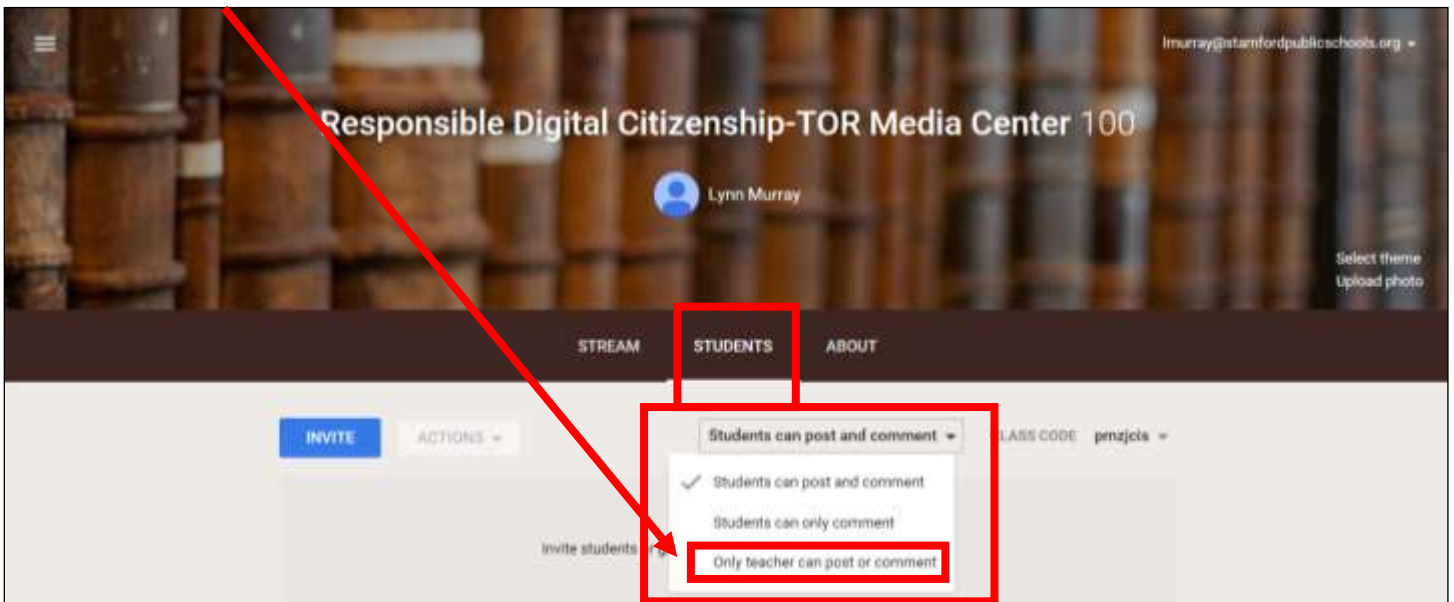 lmurray@stamfordpublicschools.org
Responsible Digital Citizenship-TOR Media Center 100
Lynn Murray
Select theme
Upload photo
STREAM STUDENTS ABOUT
INVITE ACTIONS Students can post and comment CLASS CODE
Students can post and comment
Students can only comment
Invite students
Only teacher can post or comment